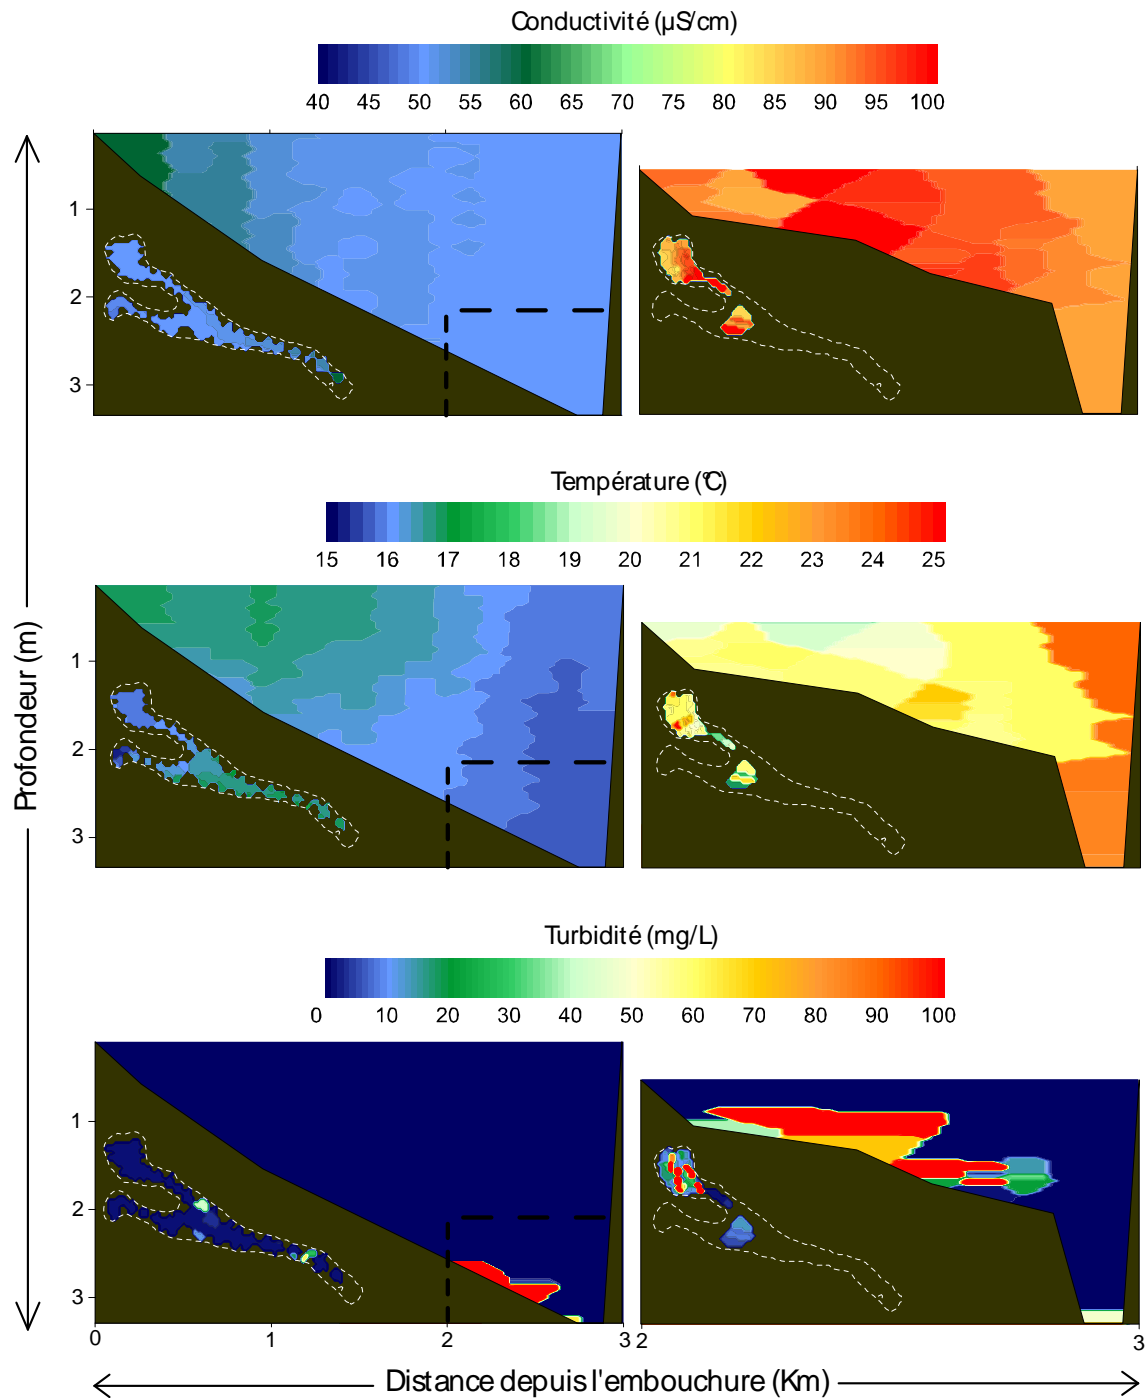 Conductivité (µS/cm)
40 45 50 55 60 65 70 75 80 85 90 95 100
1
2
3
Température (°C)
15 16 17 18 19 20 21 22 23 24 25
1
2
3
Profondeur (m)
Turbidité (mg/L)
0 10 20 30 40 50 60 70 80 90 100
1
2
3
0 1 2 3 2 3
Distance depuis l'embouchure (Km)